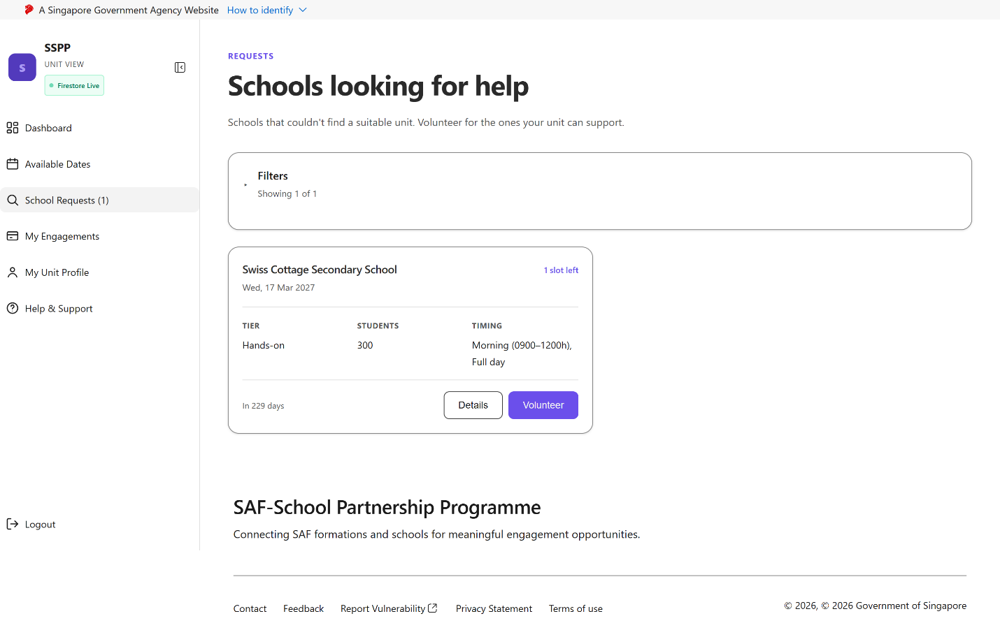 A Singapore Government Agency Website How to identify
SSPP
UNIT VIEW
S
Firestore Live
Dashboard
Available Dates
School Requests (1)
My Engagements
My Unit Profile
Help & Support
Logout
REQUESTS
Schools looking for help
Schools that couldn't find a suitable unit. Volunteer for the ones your unit can support.
Filters
Showing 1 of 1
Swiss Cottage Secondary School 1 slot left
Wed, 17 Mar 2027
TIER STUDENTS TIMING
Hands-on 300 Morning (0900–1200h),
Full day
In 229 days Details Volunteer
SAF-School Partnership Programme
Connecting SAF formations and schools for meaningful engagement opportunities.
Contact Feedback Report Vulnerability Privacy Statement Terms of use © 2026, © 2026 Government of Singapore